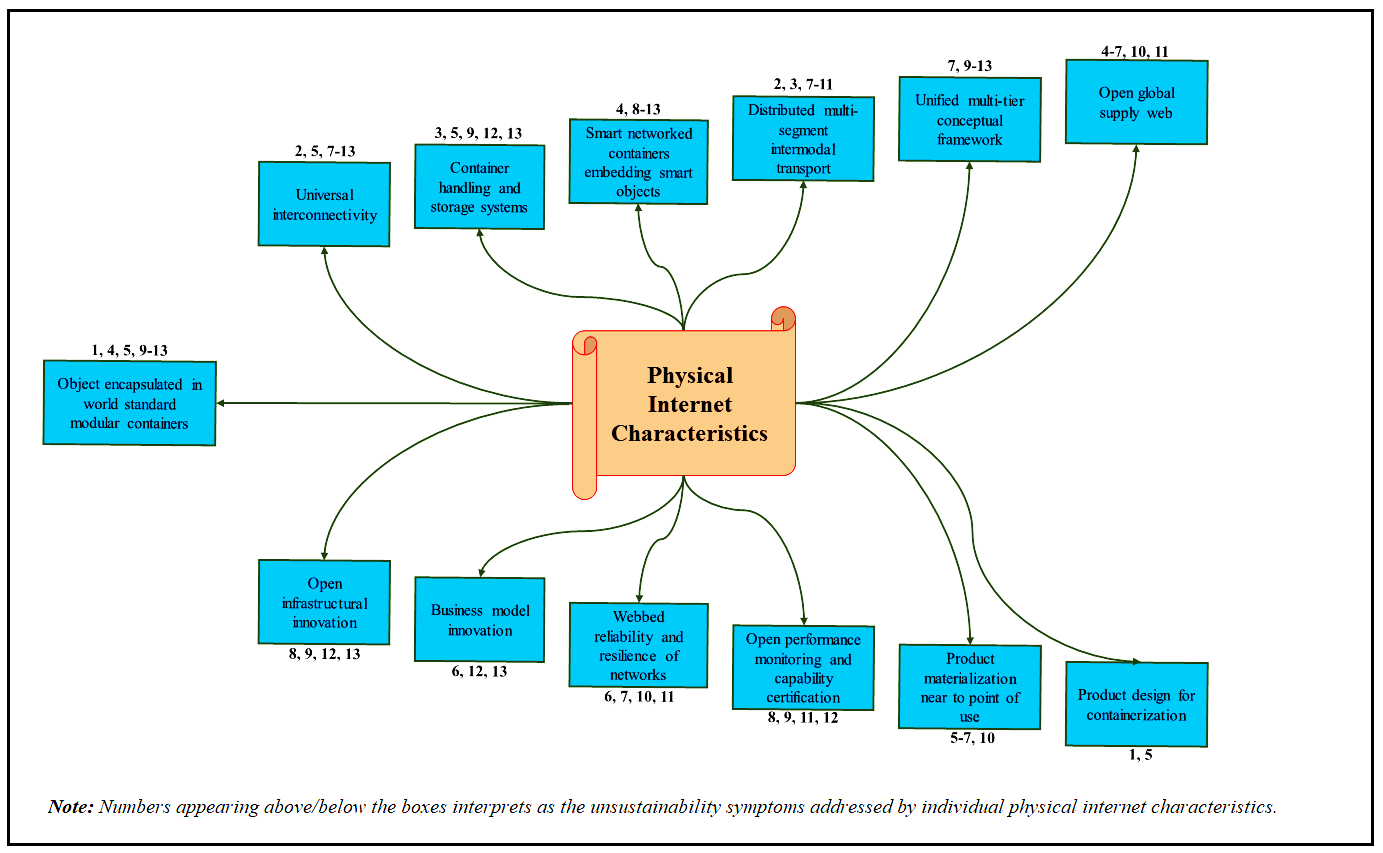 4-7, 10, 11
Open global
supply web
7, 9-13
Unified multi-tier
conceptual
framework
2, 3, 7-11
Distributed multi-
segment
intermodal
transport
4, 8-13
Smart networked
containers
embedding smart
objects
3, 5, 9, 12, 13
Container
handling and
storage systems
2, 5, 7-13
Universal
interconnectivity
1, 4, 5, 9-13
Object encapsulated in
world standard
modular containers
Physical
Internet
Characteristics
Open
infrastructural
innovation
8, 9, 12, 13
Business model
innovation
6, 12, 13
Webbed
reliability and
resilience of
networks
6, 7, 10, 11
Open performance
monitoring and
capability
certification
8, 9, 11, 12
Product
materialization
near to point of
use
5-7, 10
Product design for
containerization
1, 5
Note: Numbers appearing above/below the boxes interprets as the unsustainability symptoms addressed by individual physical internet characteristics.